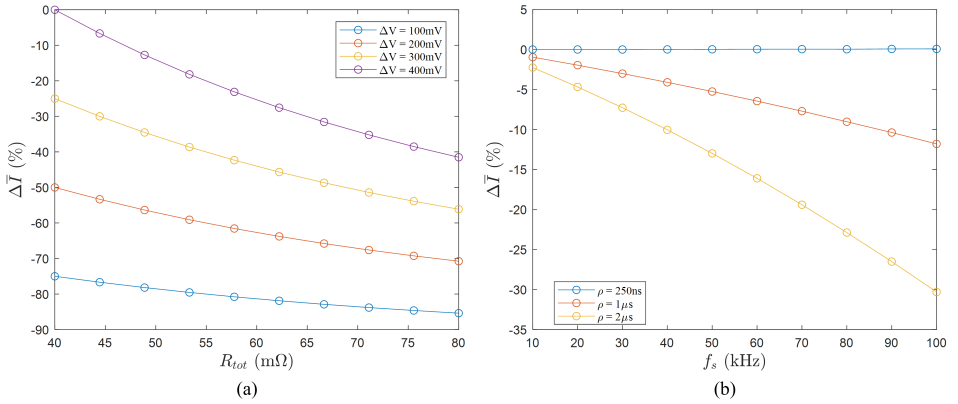 -0
-10
-20
-30
-40
-50
-60
-70
-80
-90
40 45 50 55 60 65 70 75 80
ΔI̅ (%)
R_tot (mΩ)
ΔV = 100mV
ΔV = 200mV
ΔV = 300mV
ΔV = 400mV
(a)
5
0
-5
-10
-15
-20
-25
-30
-35
10 20 30 40 50 60 70 80 90 100
ΔI̅ (%)
f_s (kHz)
ρ = 250ns
ρ = 1μs
ρ = 2μs
(b)